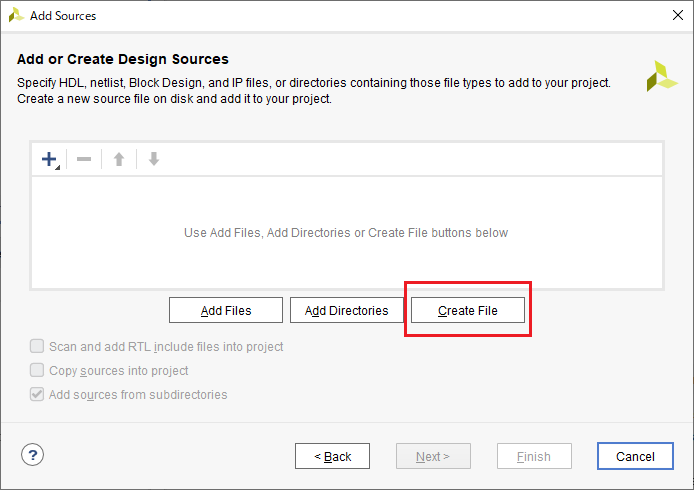 Add Sources
Add or Create Design Sources
Specify HDL, netlist, Block Design, and IP files, or directories containing those file types to add to your project.
Create a new source file on disk and add it to your project.
Use Add Files, Add Directories or Create File buttons below
Add Files
Add Directories
Create File
Scan and add RTL include files into project
Copy sources into project
Add sources from subdirectories
?
< Back
Next >
Finish
Cancel